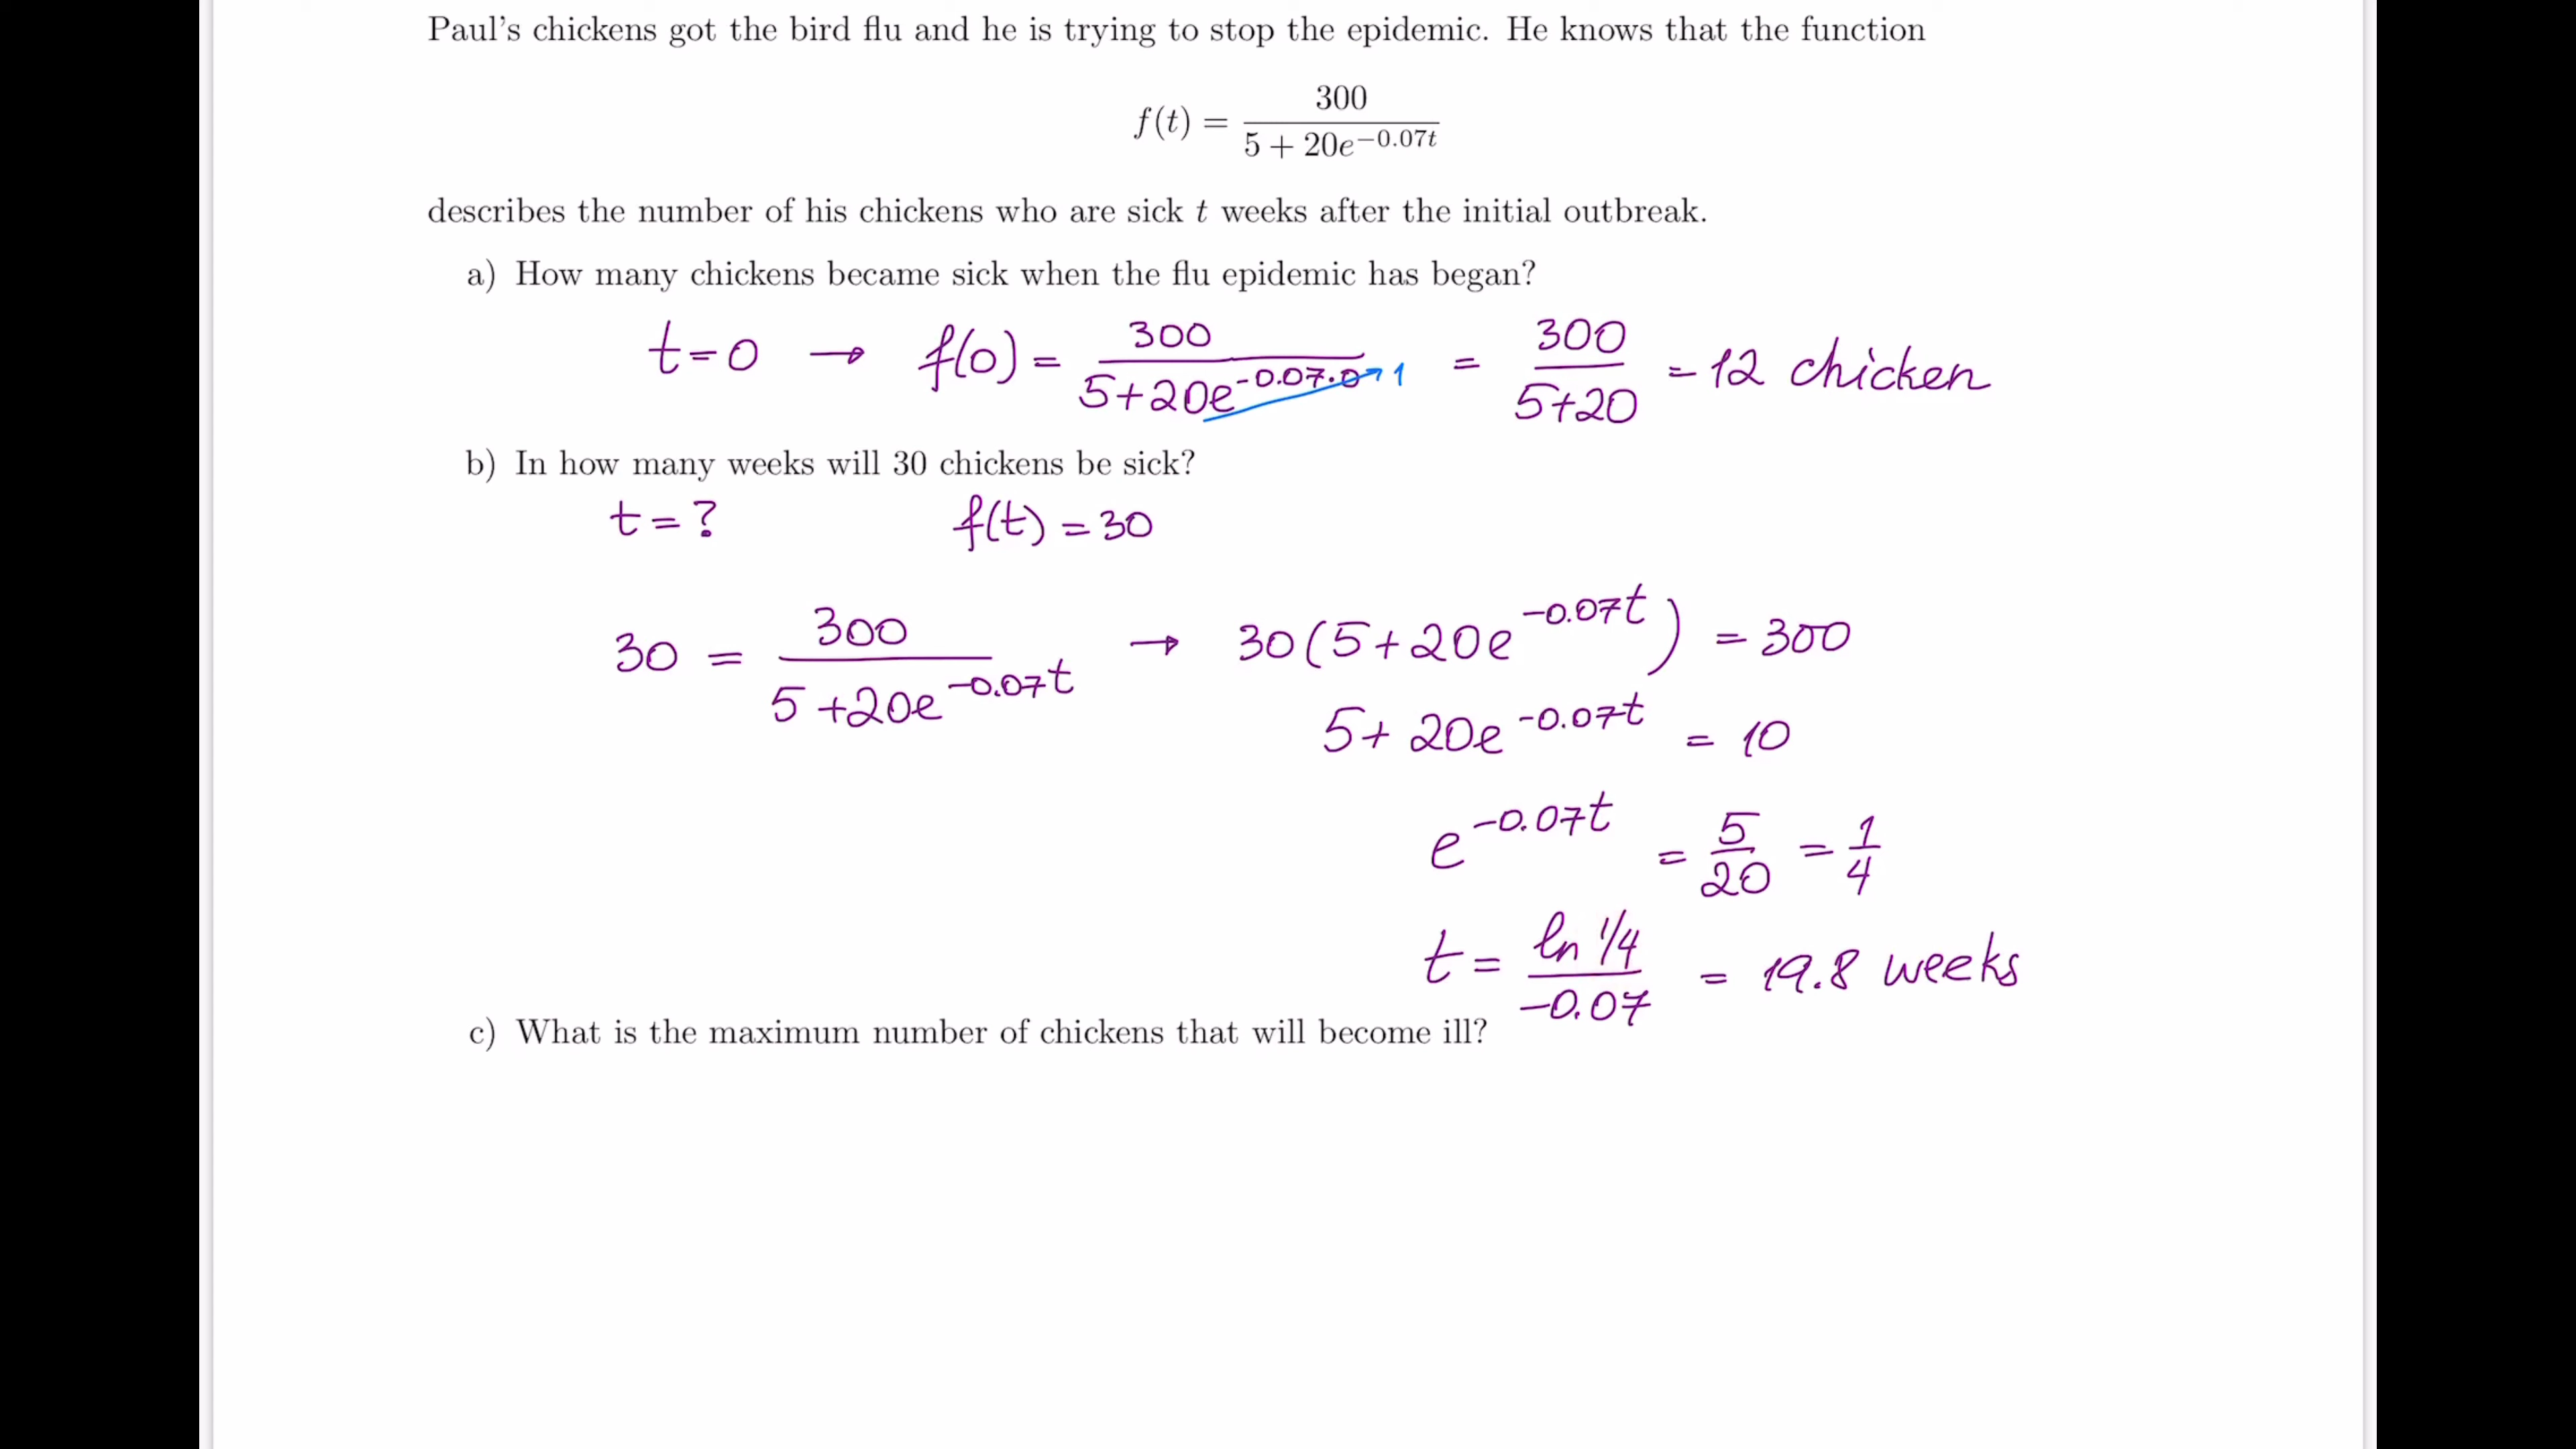 Paul's chickens got the bird flu and he is trying to stop the epidemic. He knows that the function
f(t) = 300 / (5 + 20e^{-0.07t})
describes the number of his chickens who are sick t weeks after the initial outbreak.
a) How many chickens became sick when the flu epidemic has began?
t=0 → f(0) = 300 / (5+20e^{-0.07·0}) → 1 = 300 / (5+20) = 12 chicken
b) In how many weeks will 30 chickens be sick?
t = ? f(t) = 30
30 = 300 / (5+20e^{-0.07t}) → 30(5+20e^{-0.07t}) = 300
5+ 20e^{-0.07t} = 10
e^{-0.07t} = 5/20 = 1/4
t = ln 1/4 / -0.07 = 19.8 weeks
c) What is the maximum number of chickens that will become ill?